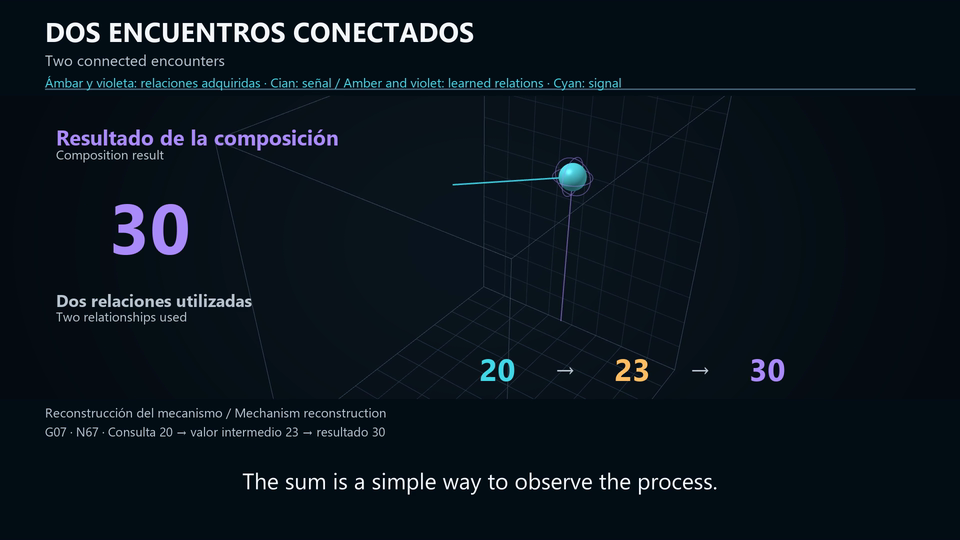 DOS ENCUENTROS CONECTADOS
Two connected encounters
Ámbar y violeta: relaciones adquiridas · Cian: señal / Amber and violet: learned relations · Cyan: signal
Resultado de la composición
Composition result
30
Dos relaciones utilizadas
Two relationships used
20 → 23 → 30
Reconstrucción del mecanismo / Mechanism reconstruction
G07 · N67 · Consulta 20 → valor intermedio 23 → resultado 30
The sum is a simple way to observe the process.